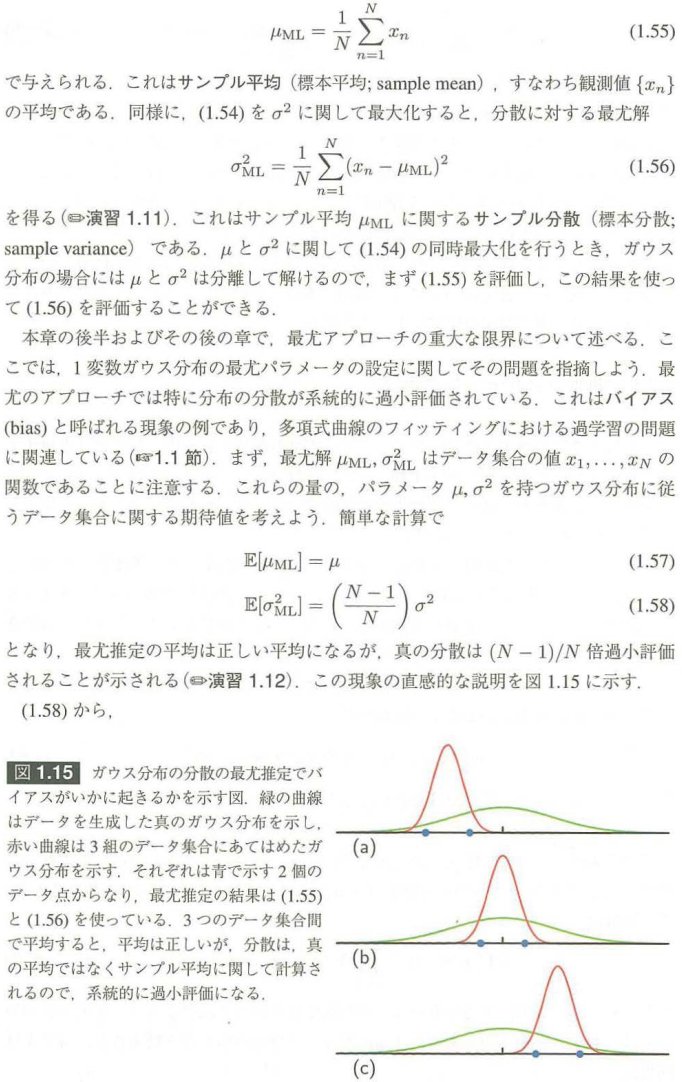 μ_ML = \frac{1}{N} \sum_{n=1}^{N} x_n (1.55)
で与えられる．これはサンプル平均（標本平均; sample mean），すなわち観測値 {x_n}
の平均である．同様に，(1.54) を σ² に関して最大化すると，分散に対する最尤解
σ²_ML = \frac{1}{N} \sum_{n=1}^{N} (x_n − μ_ML)² (1.56)
を得る(✏演習 1.11)．これはサンプル平均 μ_ML に関するサンプル分散（標本分散;
sample variance） である．μ と σ² に関して (1.54) の同時最大化を行うとき，ガウス
分布の場合には μ と σ² は分離して解けるので，まず (1.55) を評価し，この結果を使っ
て (1.56) を評価することができる．
本章の後半およびその後の章で，最尤アプローチの重大な限界について述べる．こ
こでは，1 変数ガウス分布の最尤パラメータの設定に関してその問題を指摘しよう．最
尤のアプローチでは特に分布の分散が系統的に過小評価されている．これはバイアス
(bias) と呼ばれる現象の例であり，多項式曲線のフィッティングにおける過学習の問題
に関連している(☞1.1 節)．まず，最尤解 μ_ML, σ²_ML はデータ集合の値 x_1, . . . , x_N の
関数であることに注意する．これらの量の，パラメータ μ, σ² を持つガウス分布に従
うデータ集合に関する期待値を考えよう．簡単な計算で
𝔼[μ_ML] = μ (1.57)
𝔼[σ²_ML] = \left(\frac{N−1}{N}\right) σ² (1.58)
となり，最尤推定の平均は正しい平均になるが，真の分散は (N − 1)/N 倍過小評価
されることが示される(✏演習 1.12)．この現象の直感的な説明を図 1.15 に示す．
(1.58) から，
図 1.15 ガウス分布の分散の最尤推定でバ
イアスがいかに起きるかを示す図．緑の曲線
はデータを生成した真のガウス分布を示し，
赤い曲線は 3 組のデータ集合にあてはめたガ
ウス分布を示す．それぞれは青で示す 2 個の
データ点からなり，最尤推定の結果は (1.55)
と (1.56) を使っている．3 つのデータ集合間
で平均すると，平均は正しいが，分散は，真
の平均ではなくサンプル平均に関して計算さ
れるので，系統的に過小評価になる．
(a)
(b)
(c)